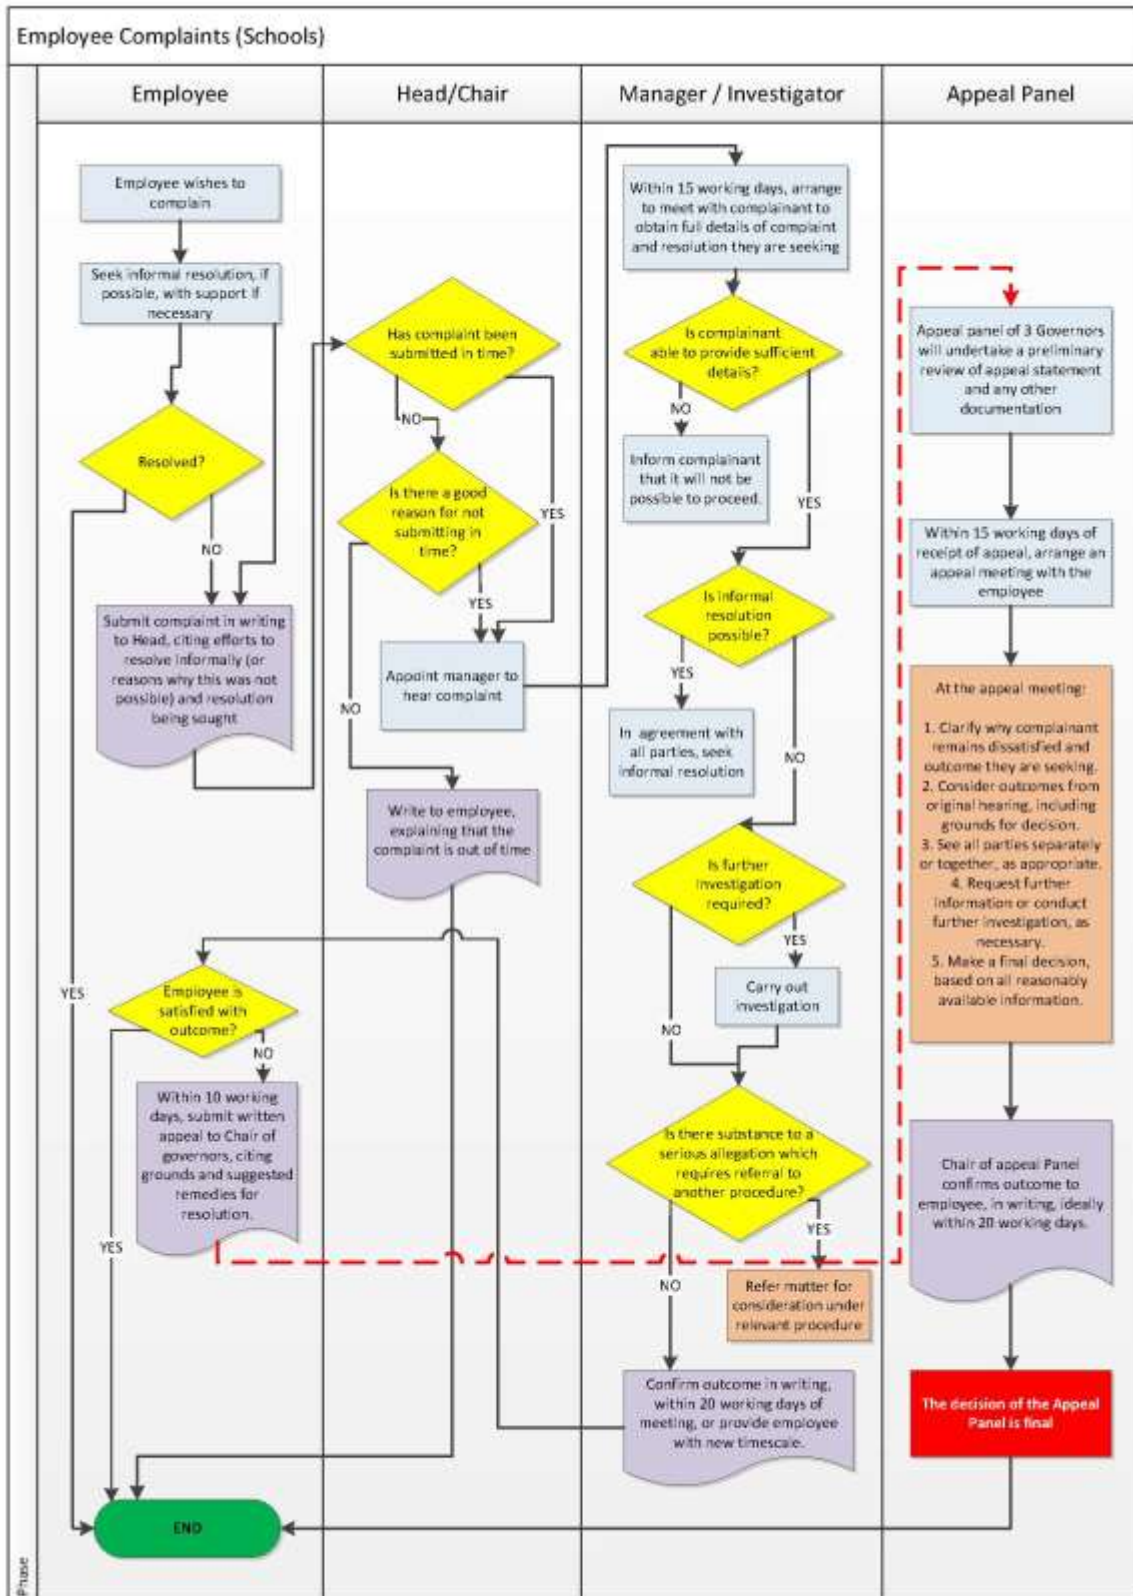 Employee Complaints (Schools)
Employee
Head/Chair
Manager / Investigator
Appeal Panel
Employee wishes to
complain
Seek informal resolution, if
possible, with support if
necessary
Resolved?
YES
NO
Submit complaint in writing
to Head, citing efforts to
resolve informally (or
reasons why this was not
possible) and resolution
being sought
Employee is
satisfied with
outcome?
YES
NO
Within 10 working
days, submit written
appeal to Chair of
governors, citing
grounds and suggested
remedies for
resolution.
END
Has complaint been
submitted in time?
NO
YES
Is there a good
reason for not
submitting in
time?
YES
NO
Appoint manager to
hear complaint
Write to employee,
explaining that the
complaint is out of time
Within 15 working days, arrange
to meet with complainant to
obtain full details of complaint
and resolution they are seeking
Is complainant
able to provide sufficient
details?
NO
YES
Inform complainant
that it will not be
possible to proceed.
Is informal
resolution
possible?
YES
NO
In agreement with
all parties, seek
informal resolution
Is further
investigation
required?
YES
NO
Carry out
investigation
Is there substance to a
serious allegation which
requires referral to
another procedure?
YES
NO
Refer matter for
consideration under
relevant procedure
Confirm outcome in writing,
within 20 working days of
meeting, or provide employee
with new timescale.
Appeal panel of 3 Governors
will undertake a preliminary
review of appeal statement
and any other
documentation
Within 15 working days of
receipt of appeal, arrange an
appeal meeting with the
employee
At the appeal meeting:
1. Clarify why complainant
remains dissatisfied and
outcome they are seeking.
2. Consider outcomes from
original hearing, including
grounds for decision.
3. See all parties separately
or together, as appropriate.
4. Request further
information or conduct
further investigation, as
necessary.
5. Make a final decision,
based on all reasonably
available information.
Chair of appeal Panel
confirms outcome to
employee, in writing, ideally
within 20 working days.
The decision of the Appeal
Panel is final
Phase